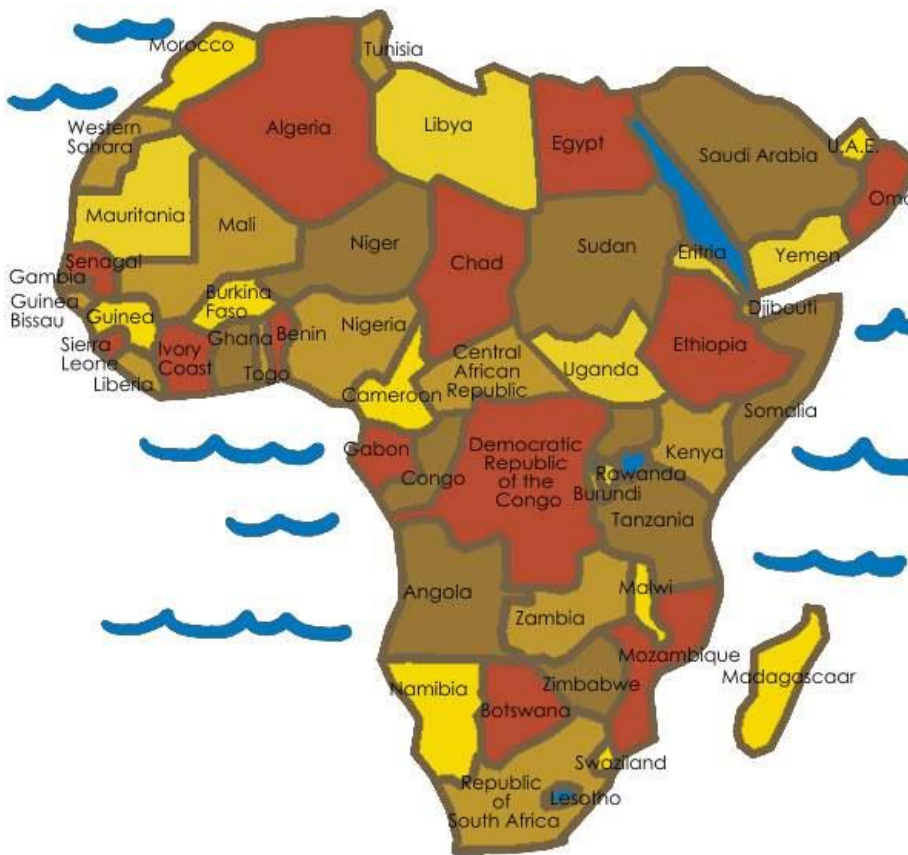 Morocco
Tunisia
Algeria
Libya
Egypt
Western
Sahara
Saudi Arabia
U.A.E.
Oma
Mauritania
Mali
Niger
Chad
Sudan
Eritria
Yemen
Senagal
Gambia
Guinea
Bissau
Guinea
Burkina
Faso
Nigeria
Djibouti
Sierra
Leone
Liberia
Ivory
Coast
Ghana
Togo
Benin
Cameroon
Central
African
Republic
Uganda
Ethiopia
Somalia
Gabon
Congo
Democratic
Republic
of the
Congo
Kenya
Rawanda
Burundi
Tanzania
Angola
Zambia
Malwi
Mozambique
Madagascaar
Namibia
Botswana
Zimbabwe
Swaziland
Republic
of
South Africa
Lesotho